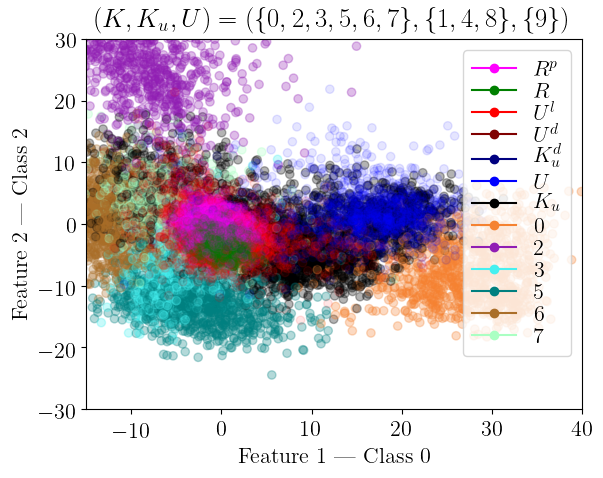 (K, K_u, U) = ({0, 2, 3, 5, 6, 7}, {1, 4, 8}, {9})
30
20
10
0
−10
−20
−30
Feature 2 — Class 2
R^p
R
U^l
U^d
K_u^d
U
K_u
0
2
3
5
6
7
−10
0
10
20
30
40
Feature 1 — Class 0